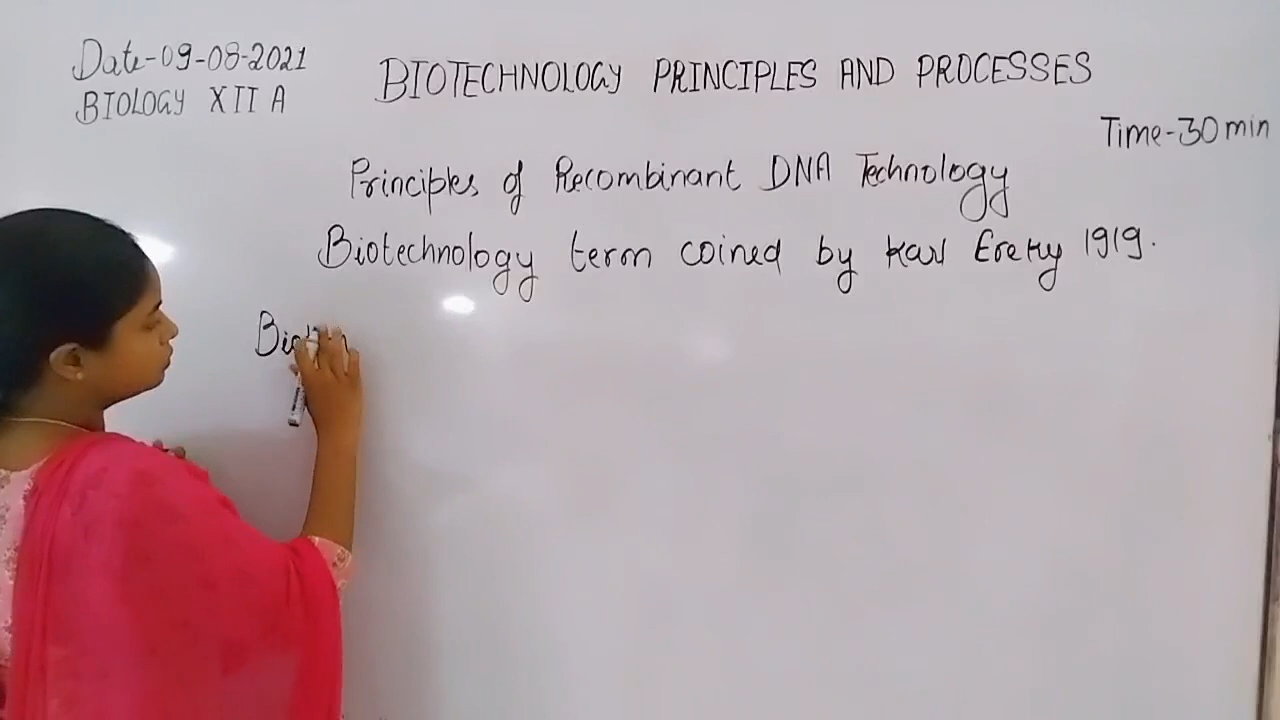 Date-09-08-2021
BIOLOGY XII A
BIOTECHNOLOGY PRINCIPLES AND PROCESSES
Time-30 min
Principles of Recombinant DNA Technology
Biotechnology term coined by Karl Ereky 1919.